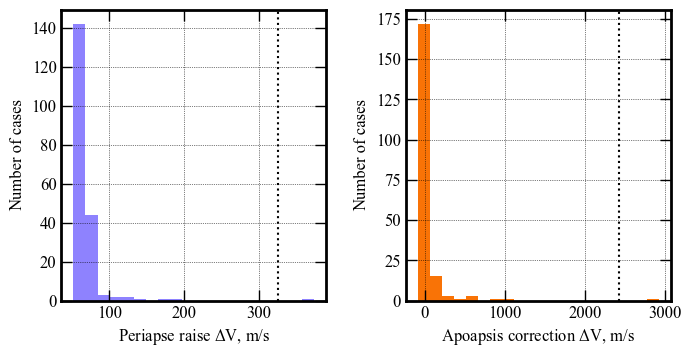 Number of cases
140
120
100
80
60
40
20
0
100 200 300
Periapse raise ΔV, m/s
Number of cases
175
150
125
100
75
50
25
0
0 1000 2000 3000
Apoapsis correction ΔV, m/s